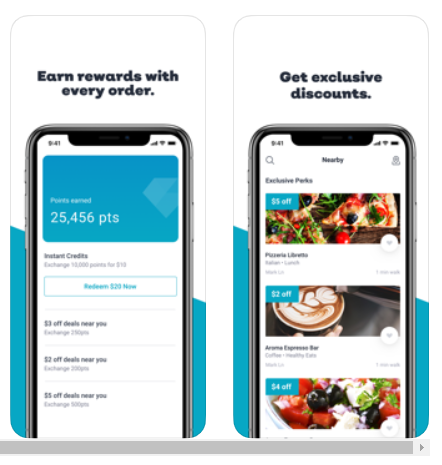 Earn rewards with
every order.
9:41
Points earned
25,456 pts
Instant Credits
Exchange 10,000 points for $10
Redeem $20 Now
$3 off deals near you
Exchange 250pts
$2 off deals near you
Exchange 200pts
$5 off deals near you
Exchange 500pts
Get exclusive
discounts.
9:41
Nearby
Exclusive Perks
$5 off
Pizzeria Libretto
Italian • Lunch
Mark Ln 1 min walk
$2 off
Aroma Espresso Bar
Coffee • Healthy Eats
Mark Ln 1 min walk
$4 off